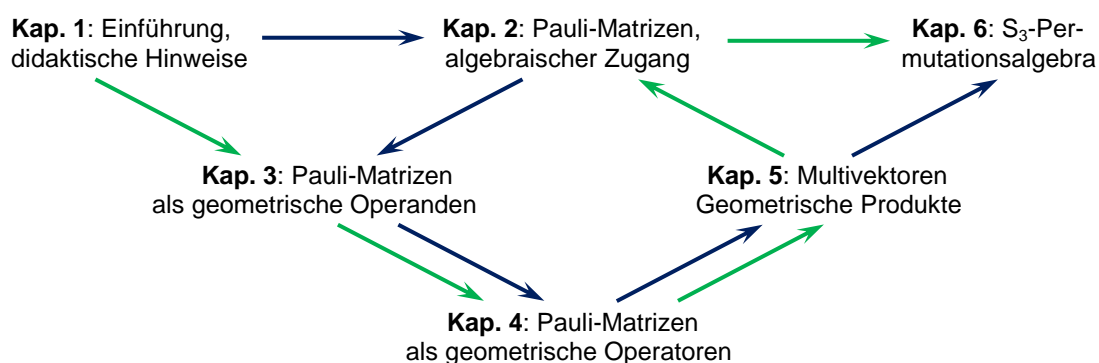 Kap. 1: Einführung,
didaktische Hinweise
Kap. 2: Pauli-Matrizen,
algebraischer Zugang
Kap. 6: S₃-Per-
mutationsalgebra
Kap. 3: Pauli-Matrizen
als geometrische Operanden
Kap. 5: Multivektoren
Geometrische Produkte
Kap. 4: Pauli-Matrizen
als geometrische Operatoren